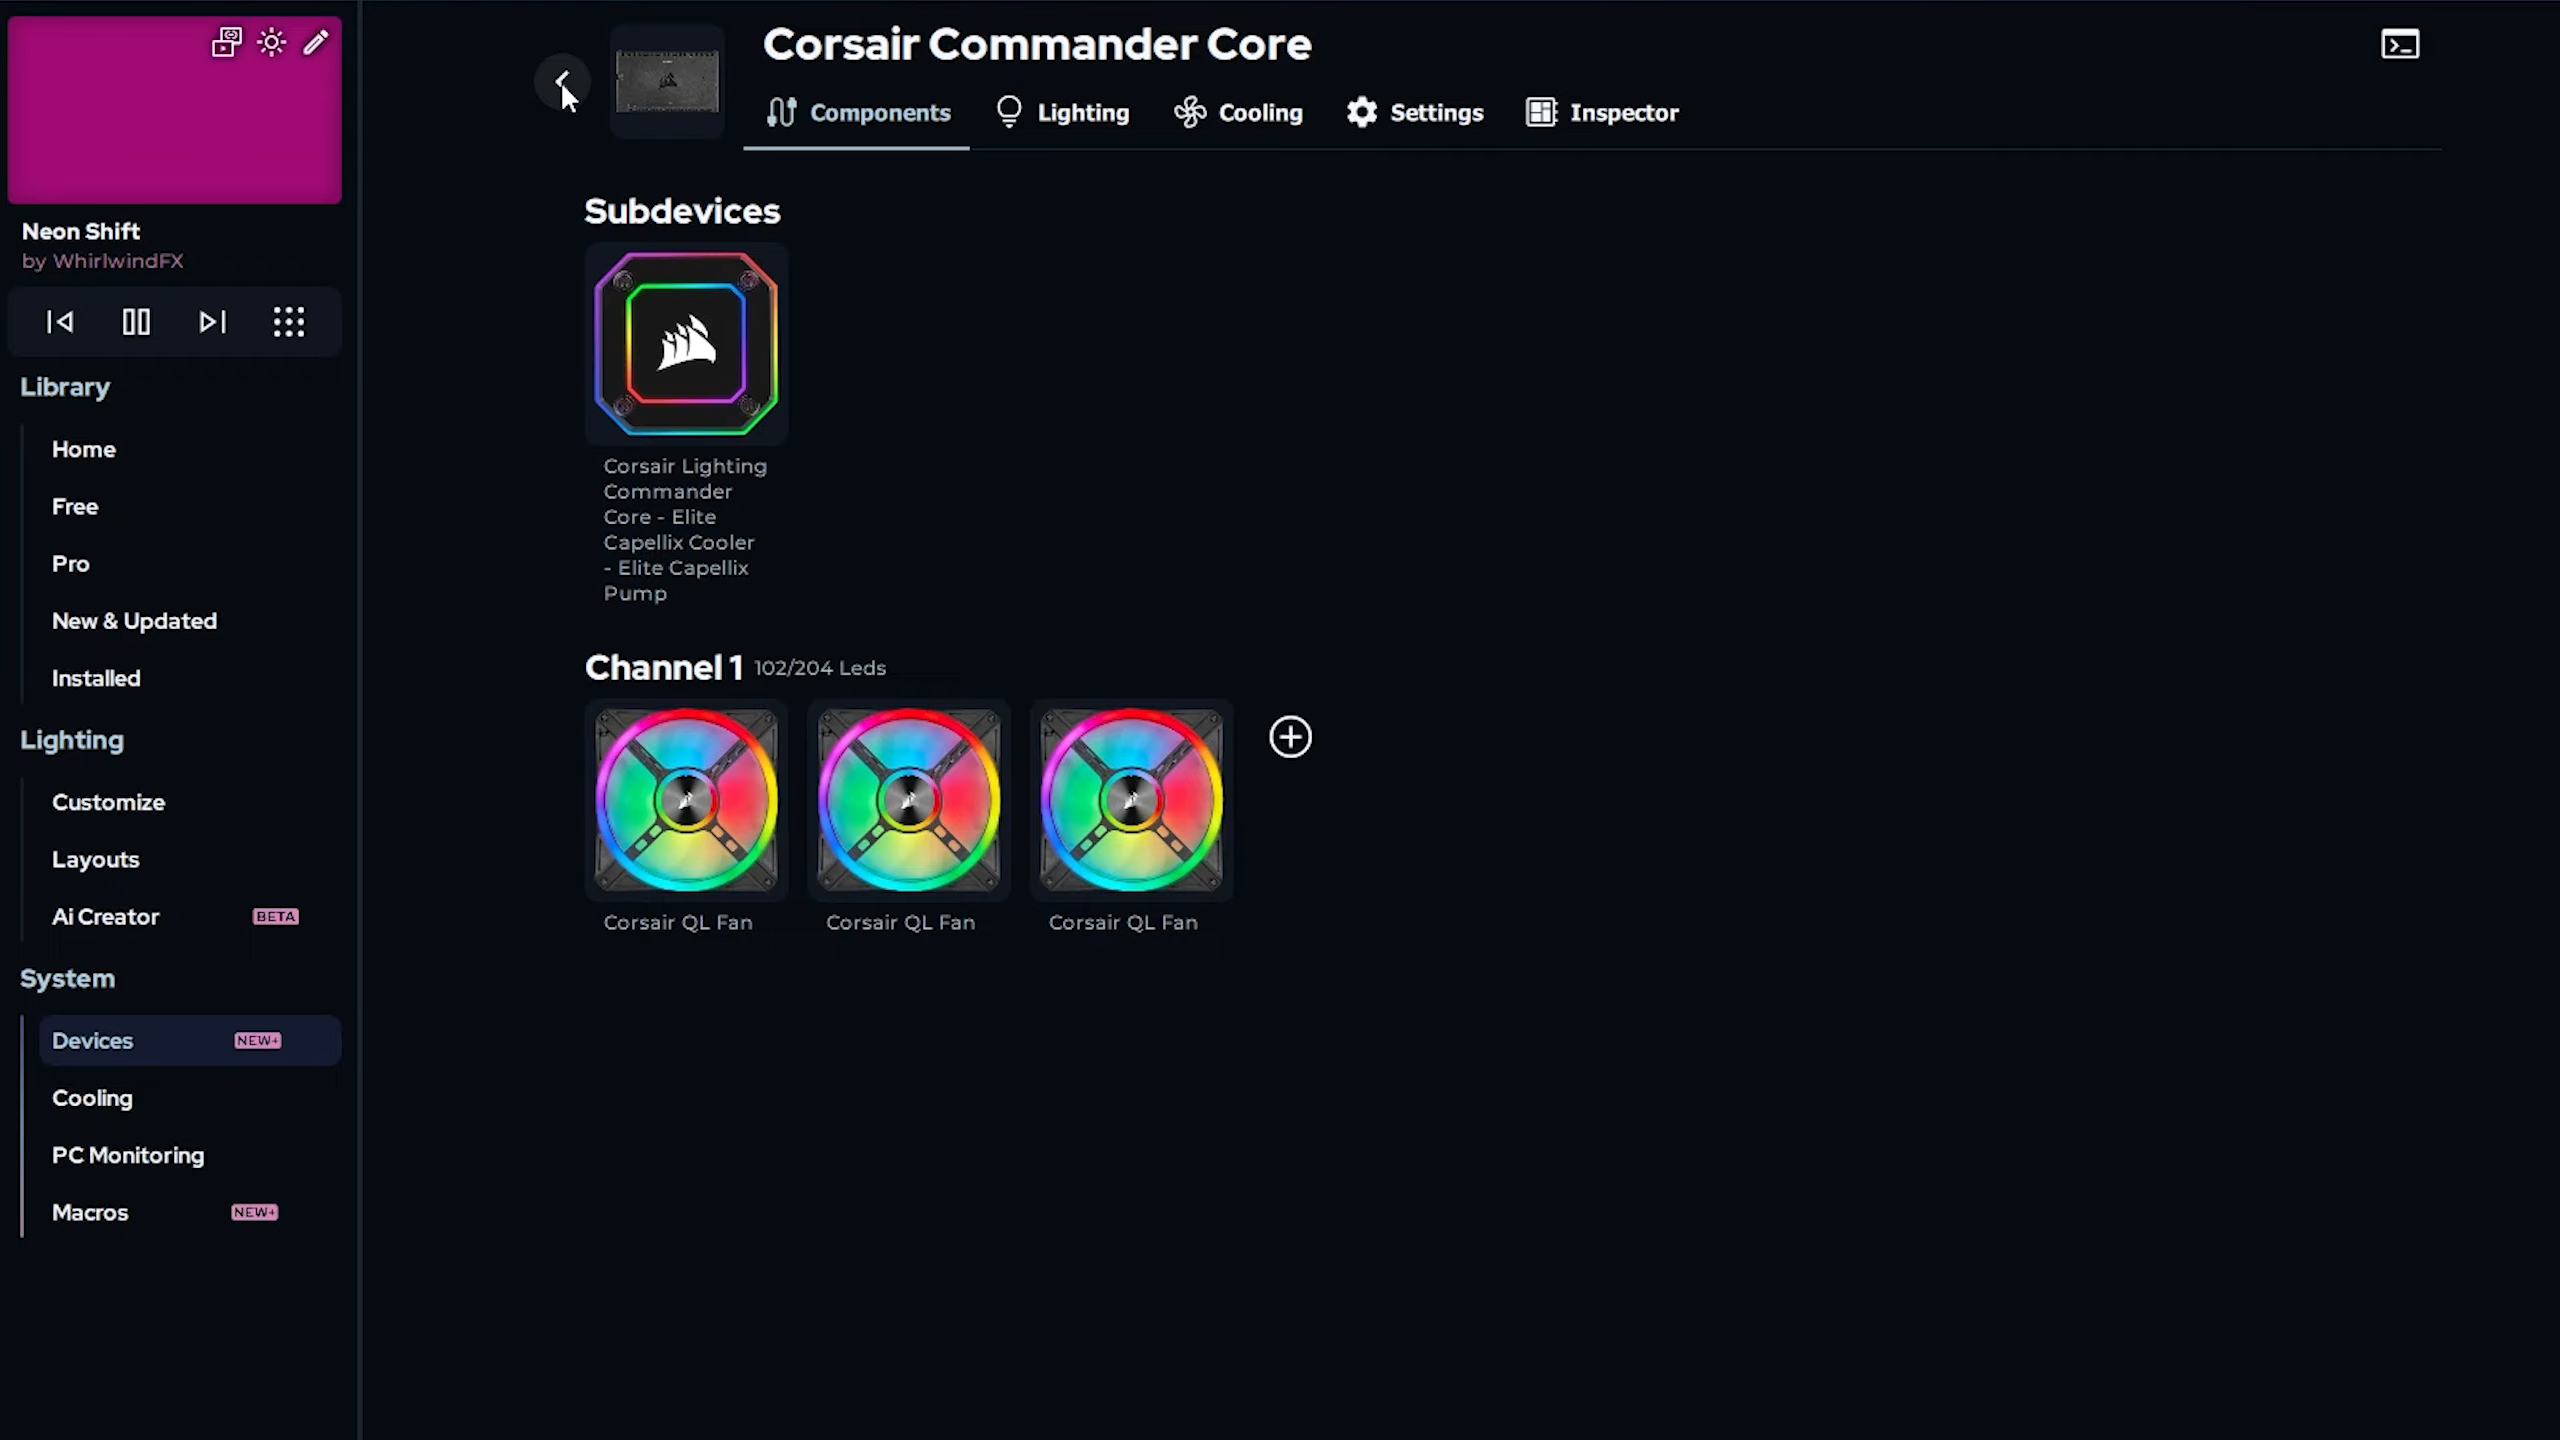 Neon Shift
by WhirlwindFX
Library
Home
Free
Pro
New & Updated
Installed
Lighting
Customize
Layouts
Ai Creator BETA
System
Devices NEW+
Cooling
PC Monitoring
Macros NEW+
Corsair Commander Core
Components Lighting Cooling Settings Inspector
Subdevices
Corsair Lighting
Commander
Core - Elite
Capellix Cooler
- Elite Capellix
Pump
Channel 1 102/204 Leds
Corsair QL Fan Corsair QL Fan Corsair QL Fan